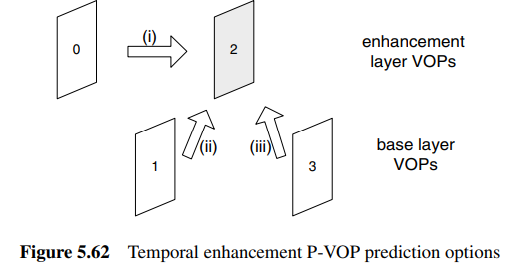 0
(i)
2
enhancement
layer VOPs
1
(ii)
(iii)
3
base layer
VOPs
Figure 5.62 Temporal enhancement P-VOP prediction options